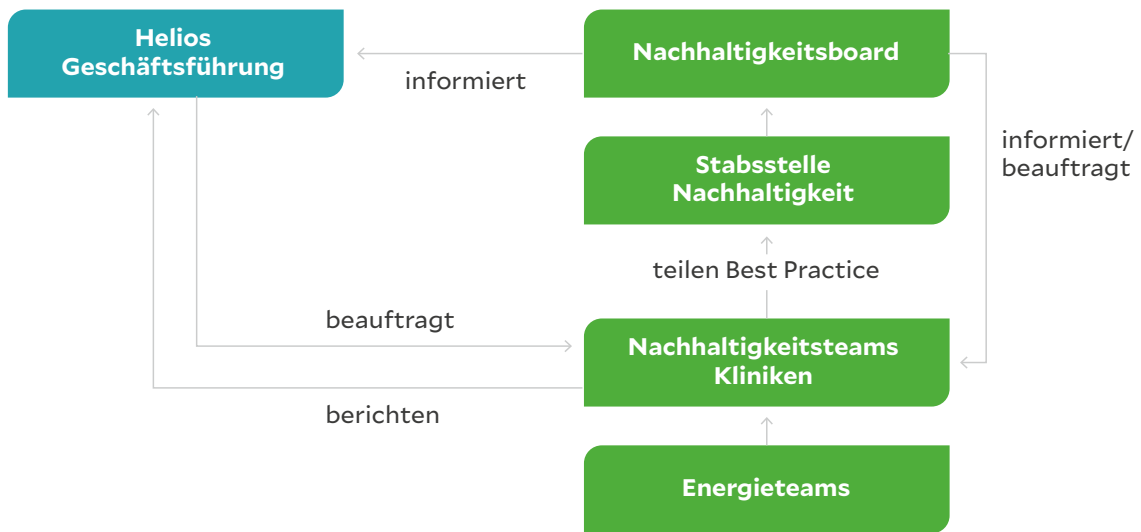 Helios
Geschäftsführung
Nachhaltigkeitsboard
informiert
informiert/
beauftragt
Stabsstelle
Nachhaltigkeit
teilen Best Practice
beauftragt
Nachhaltigkeitsteams
Kliniken
berichten
Energieteams